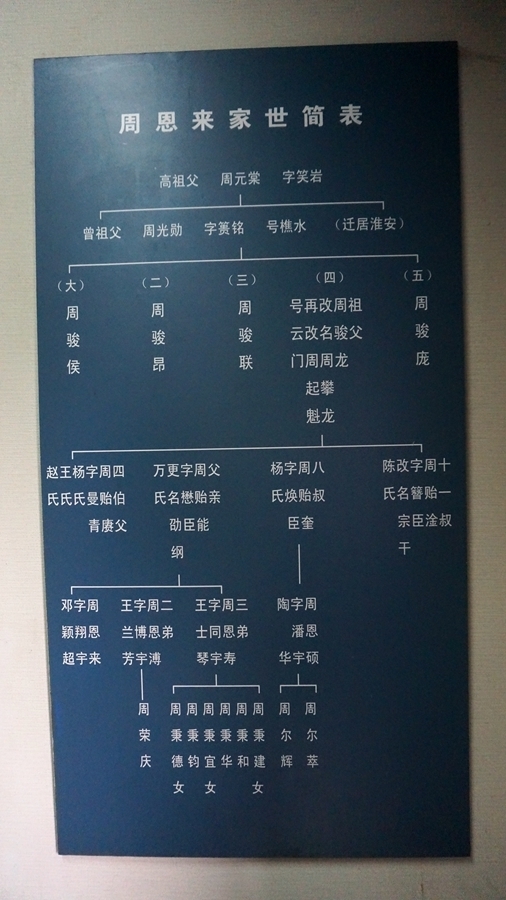 周恩来家世简表
高祖父 周元棠 字笑岩
曾祖父 周光勋 字箦铭 号樵水 （迁居淮安）
（大）
周骏侯
（二）
周骏昂
（三）
周骏联
（四）
祖父
周骏龙
改名周攀龙
再改周起魁
号云门
（五）
周骏庞
四伯父
周贻赓
字曼青
杨氏
王氏
赵氏
父亲
周贻能
字懋臣
更名劭纲
万氏
八叔
周贻奎
字焕臣
杨氏
十一叔
周贻淦
字簪臣
改名宗干
陈氏
周恩来
字翔宇
邓颖超
二弟
周恩溥
字博宇
王兰芳
三弟
周恩寿
字同宇
王士琴
周恩硕
字潘宇
陶华
周荣庆
周秉德女
周秉钧
周秉宜女
周秉华
周秉和
周秉建女
周尔辉
周尔萃